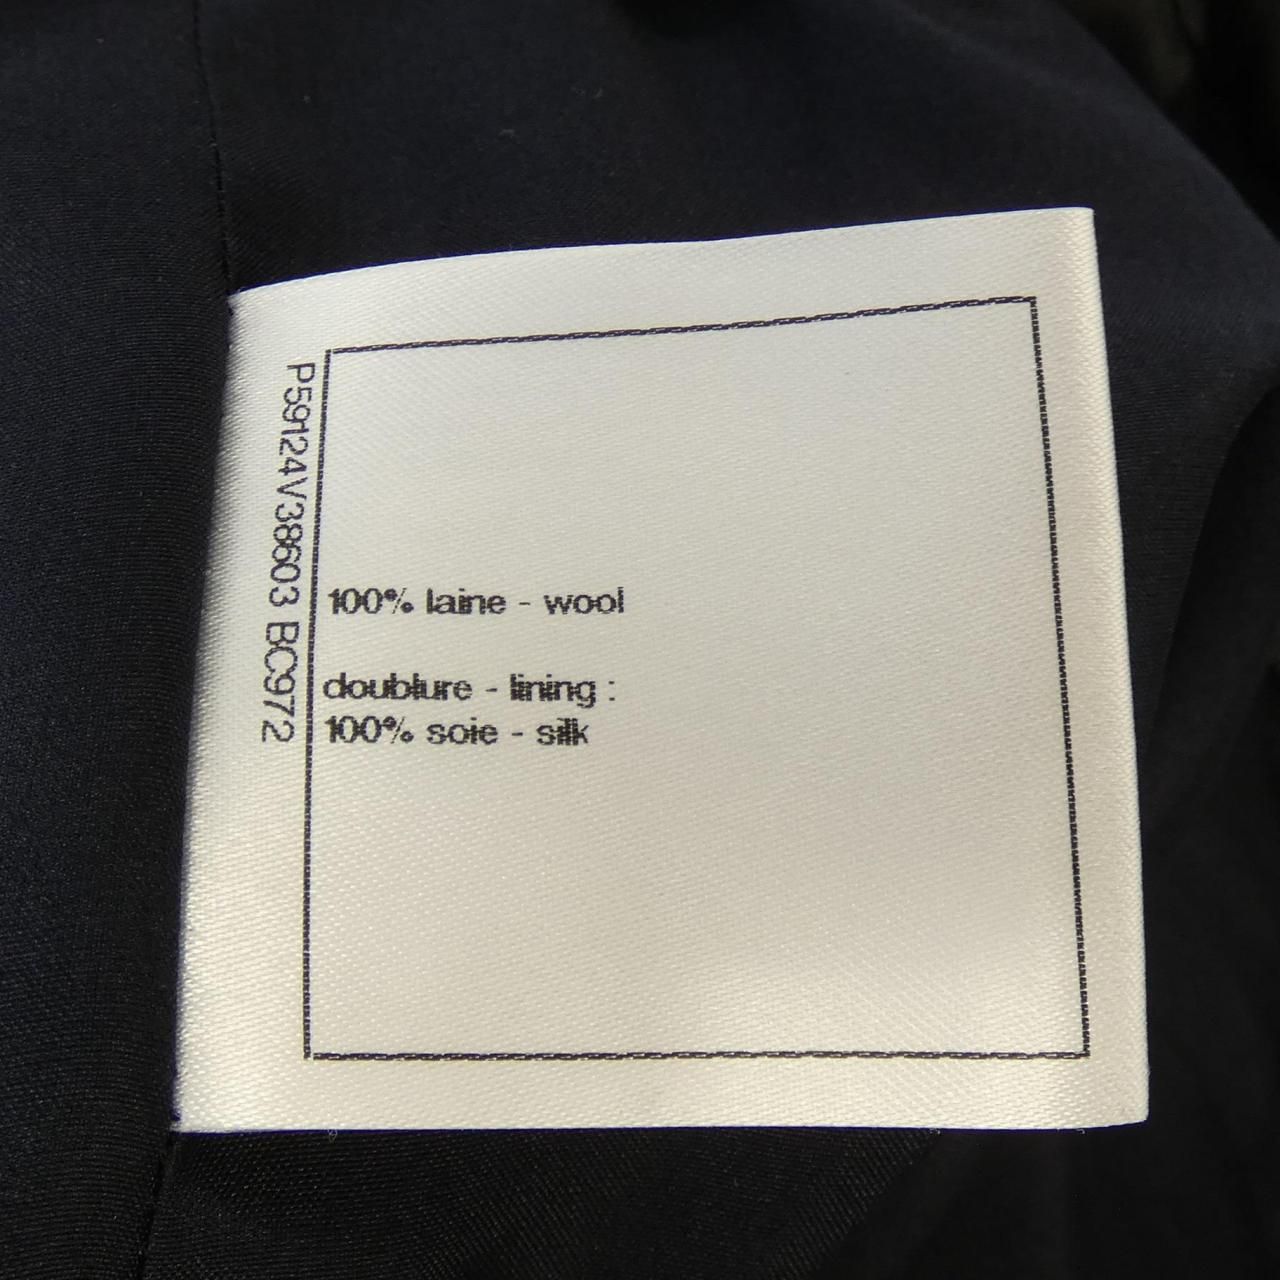 P59124V38603 BC972
100% laine - wool
doublure - lining :
100% soie - silk